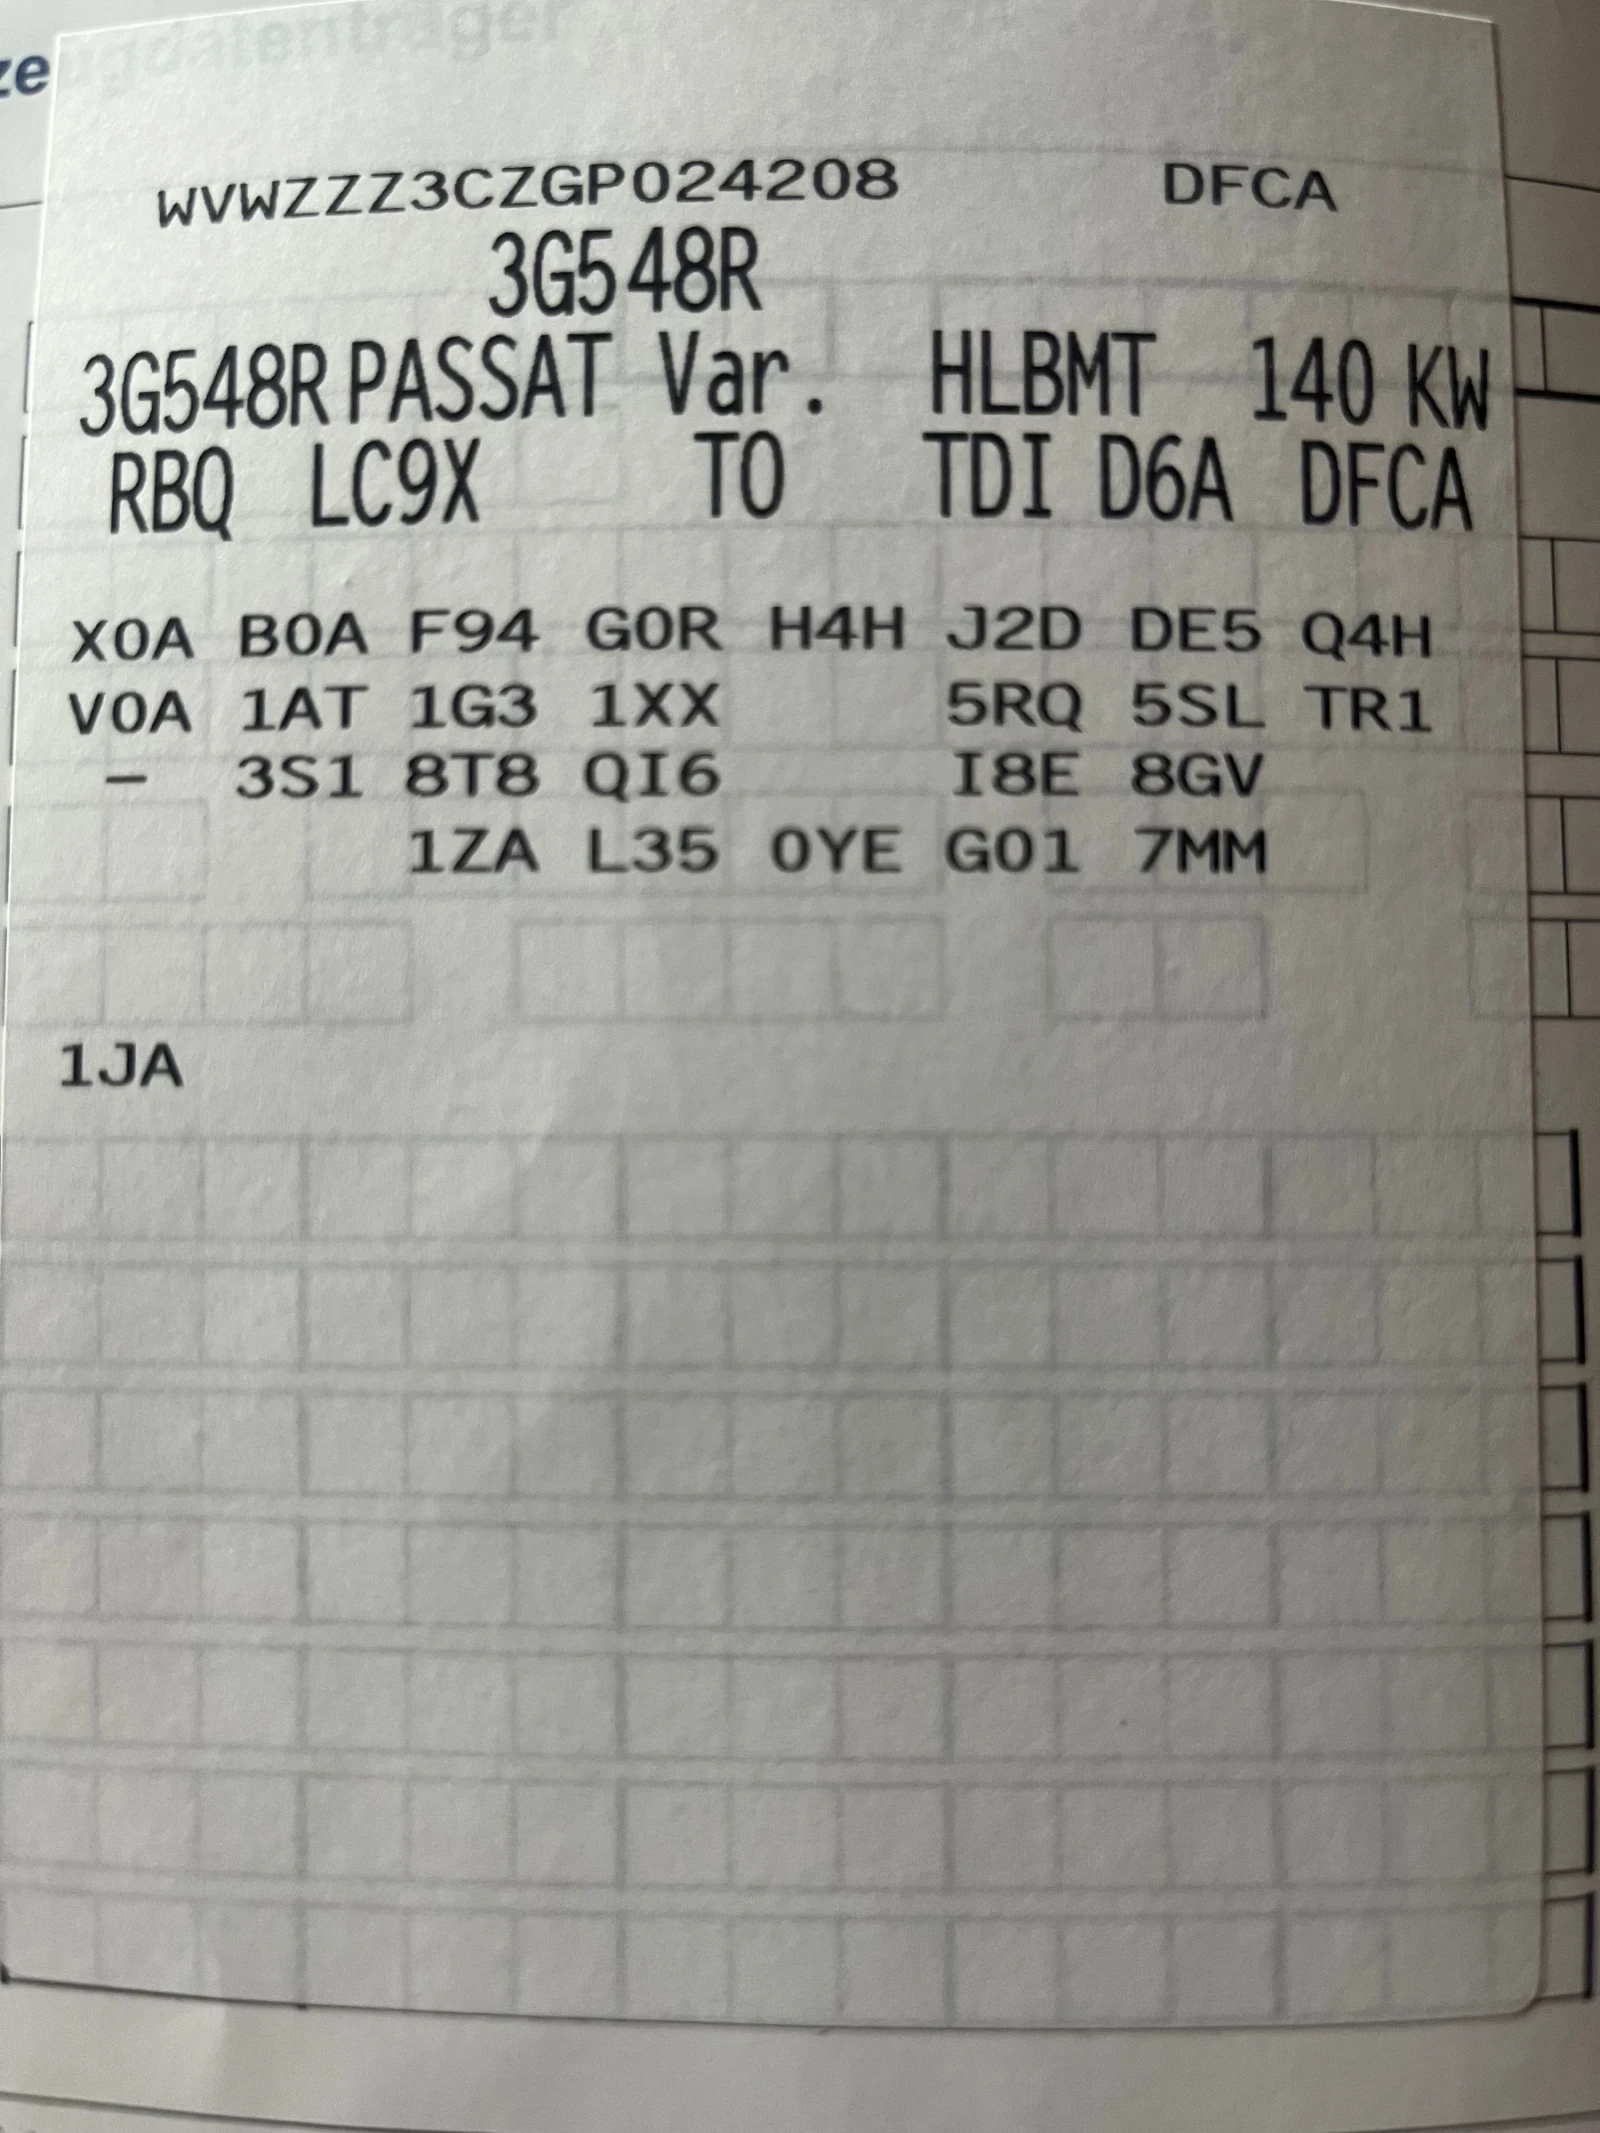 zeugdatenträger
WVWZZZ3CZGP024208 DFCA
3G548R
3G548R PASSAT Var. HLBMT 140 KW
RBQ LC9X TO TDI D6A DFCA
X0A B0A F94 G0R H4H J2D DE5 Q4H
V0A 1AT 1G3 1XX 5RQ 5SL TR1
- 3S1 8T8 QI6 I8E 8GV
1ZA L35 0YE G01 7MM
1JA